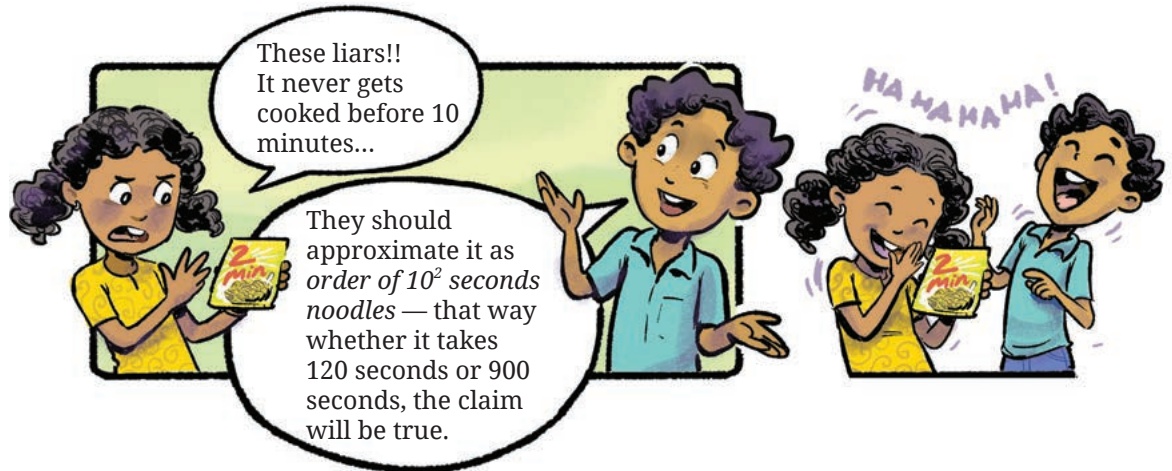 These liars!!
It never gets
cooked before 10
minutes...
2
Min
They should
approximate it as
order of 10² seconds
noodles — that way
whether it takes
120 seconds or 900
seconds, the claim
will be true.
HA HA HA HA!
2
Min